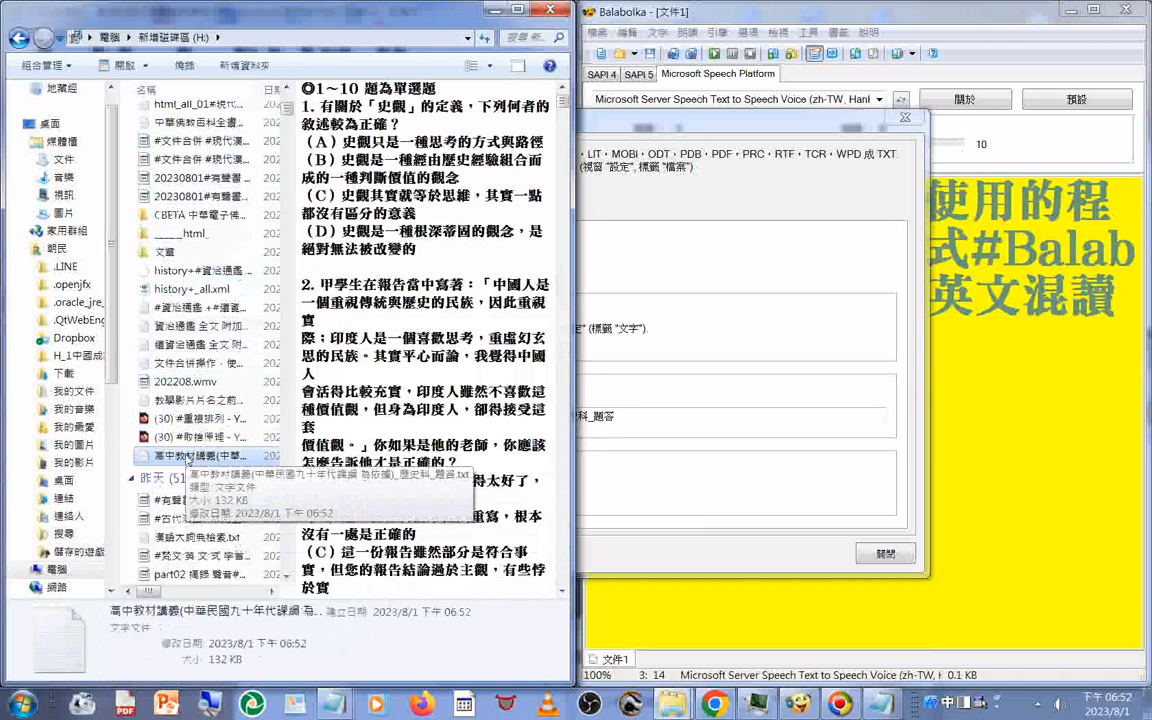 電腦 ▸ 新增磁碟區 (H:) ▸
組合管理 ▾
開啟 ▾
燒錄
新增資料夾
名稱
地藏經
桌面
媒體櫃
文件
音樂
視訊
圖片
家用群組
朝民
.LINE
.openjfx
.oracle_jre_
.QtWebEng
Dropbox
H_1中國成
下載
我的文件
我的音樂
我的最愛
我的圖片
我的影片
桌面
連結
連絡人
搜尋
儲存的遊戲
電腦
網路
html_all_01#現代...
中華佛教百科全書...
#文件合併 #現代漢...
#文件合併 #現代漢...
20230801#有聲書...
20230801#有聲書...
CBETA 中華電子佛...
______html_
文章
history+#資治通鑑 ...
history+_all.xml
#資治通鑑 +#續資...
資治通鑑 全文 附加...
續資治通鑑 全文 附...
文件合併操作，使...
202208.wmv
教學影片片名之前...
(30) #重複排列 - Y...
(30) #取捨原理 - Y...
高中教材講義(中華...
昨天 (51
漢語大詞典檢索.txt
#梵文 英 文 式 字音...
part02 摘錄 聲音#...
高中教材講義(中華民國九十年代課綱 為依據)_歷史科_題答.txt
類型: 文字文件
大小: 132 KB
修改日期: 2023/8/1 下午 06:52
◎1～10 題為單選題
1. 有關於「史觀」的定義，下列何者的
敘述較為正確？
（A）史觀只是一種思考的方式與路徑
（B）史觀是一種經由歷史經驗組合而
成的一種判斷價值的觀念
（C）史觀其實就等於思維，其實一點
都沒有區分的意義
（D）史觀是一種根深蒂固的觀念，是
絕對無法被改變的
2. 甲學生在報告當中寫著：「中國人是
一個重視傳統與歷史的民族，因此重視
實
際；印度人是一個喜歡思考，重虛幻玄
思的民族。其實平心而論，我覺得中國
人
會活得比較充實，印度人雖然不喜歡這
種價值觀，但身為印度人，卻得接受這
套
價值觀。」你如果是他的老師，你應該
怎麼告訴他才是正確的？
得太好了，
重寫，根本
沒有一處是正確的
（C）這一份報告雖然部分是符合事
實，但您的報告結論過於主觀，有些悖
於實
高中教材講義(中華民國九十年代課綱 為... 建立日期: 2023/8/1 下午 06:52
文字文件
修改日期: 2023/8/1 下午 06:52
大小: 132 KB
Balabolka - [文件1]
檔案 編輯 文字 朗讀 引擎 選項 檢視 工具 書籤 說明
SAPI 4 SAPI 5 Microsoft Speech Platform
Microsoft Server Speech Text to Speech Voice (zh-TW, Hanl
關於
預設
10
, LIT, MOBI, ODT, PDB, PDF, PRC, RTF, TCR, WPD 成 TXT.
(視窗 "設定", 標籤 "檔案")
定" (標籤 "文字").
史科_題答
關閉
使用的程
式#Balab
英文混讀
文件1
100%
3: 14
Microsoft Server Speech Text to Speech Voice (zh-TW, H
0.1 KB
下午 06:52
2023/8/1